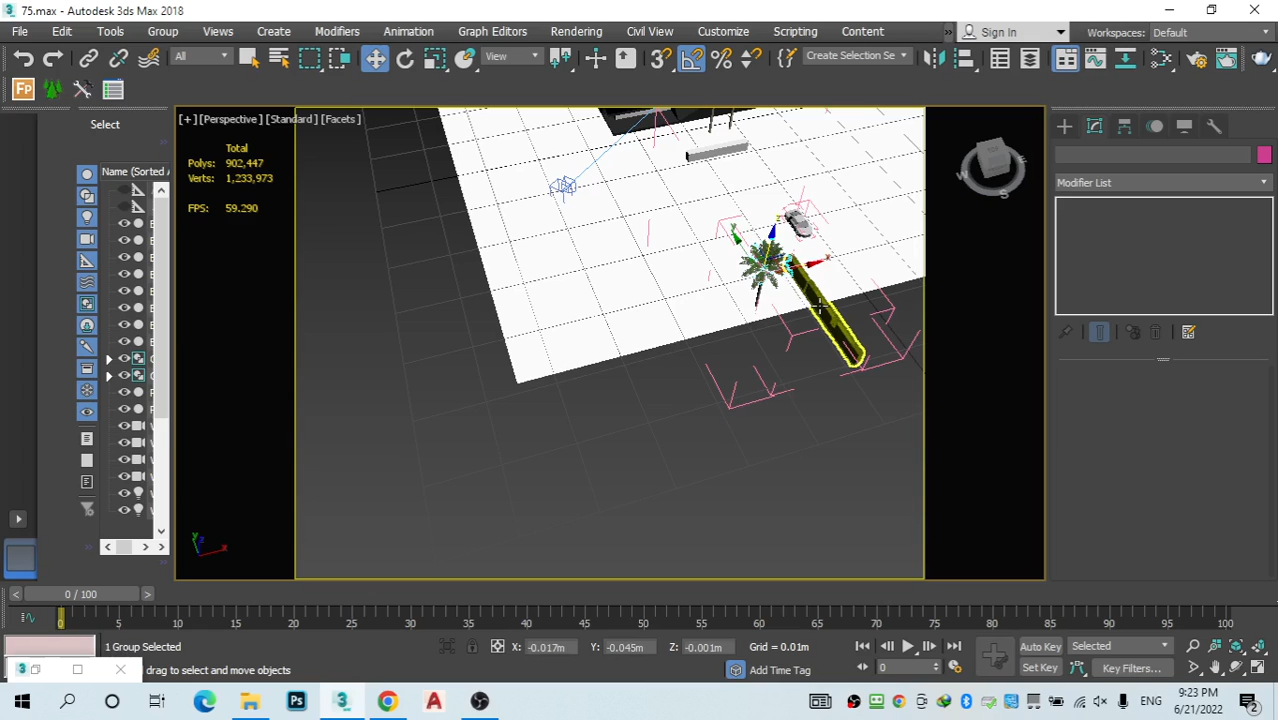 75.max - Autodesk 3ds Max 2018
File Edit Tools Group Views Create Modifiers Animation Graph Editors Rendering Civil View Customize Scripting Content » Sign In Workspaces: Default
All View Create Selection Se
Fp
[+] [Perspective] [Standard] [Facets]
Select
Total
Polys: 902,447
Verts: 1,233,973
FPS: 59.290
Name (Sorted A
Modifier List
W S
y z x
0 / 100
0 5 10 15 20 25 30 35 40 45 50 55 60 65 70 75 80 85 90 95 100
1 Group Selected X: -0.017m Y: -0.045m Z: -0.001m Grid = 0.01m Auto Key Selected
drag to select and move objects Add Time Tag 0 Set Key Key Filters...
ENG 9:23 PM
6/21/2022 2